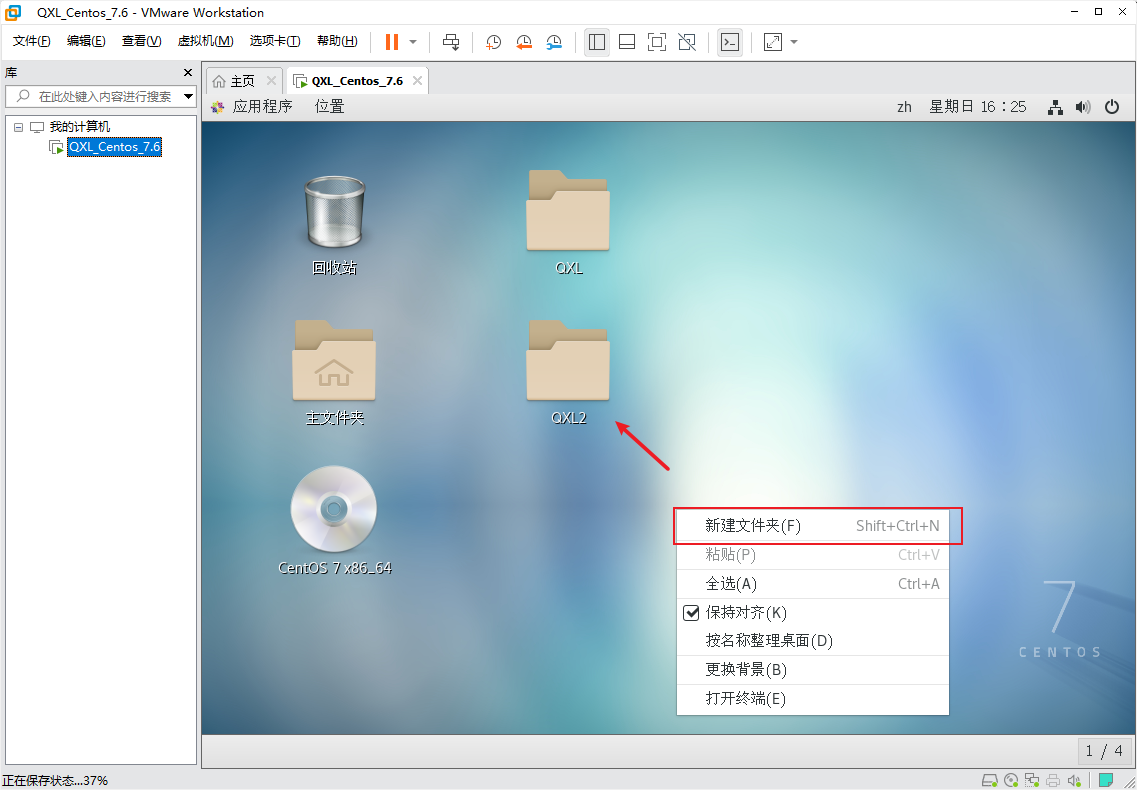 QXL_Centos_7.6 - VMware Workstation
文件(F) 编辑(E) 查看(V) 虚拟机(M) 选项卡(T) 帮助(H)
库
在此处键入内容进行搜索
我的计算机
QXL_Centos_7.6
主页 QXL_Centos_7.6
应用程序 位置 zh 星期日 16：25
回收站
QXL
主文件夹
QXL2
CentOS 7 x86_64
新建文件夹(F) Shift+Ctrl+N
粘贴(P) Ctrl+V
全选(A) Ctrl+A
保持对齐(K)
按名称整理桌面(D)
更换背景(B)
打开终端(E)
7
CENTOS
1 / 4
正在保存状态...37%